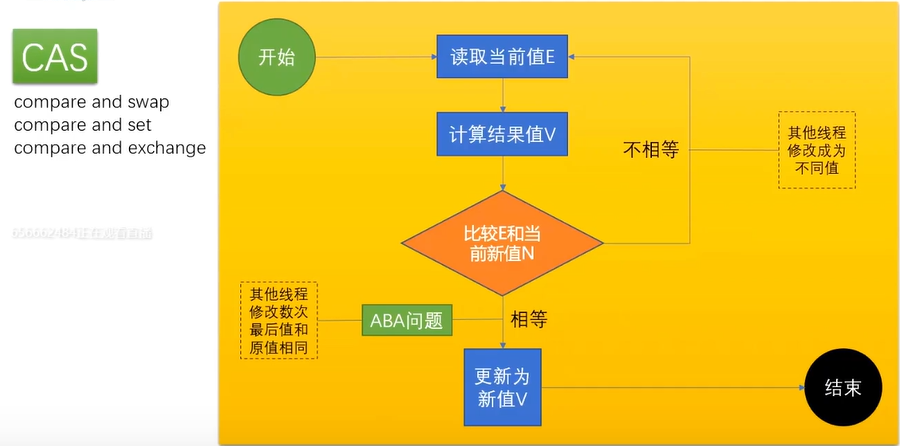 CAS
compare and swap
compare and set
compare and exchange
656662464正在观看直播
开始
读取当前值E
计算结果值V
不相等
其他线程
修改成为
不同值
比较E和当
前新值N
其他线程
修改数次
最后值和
原值相同
ABA问题
相等
更新为
新值V
结束